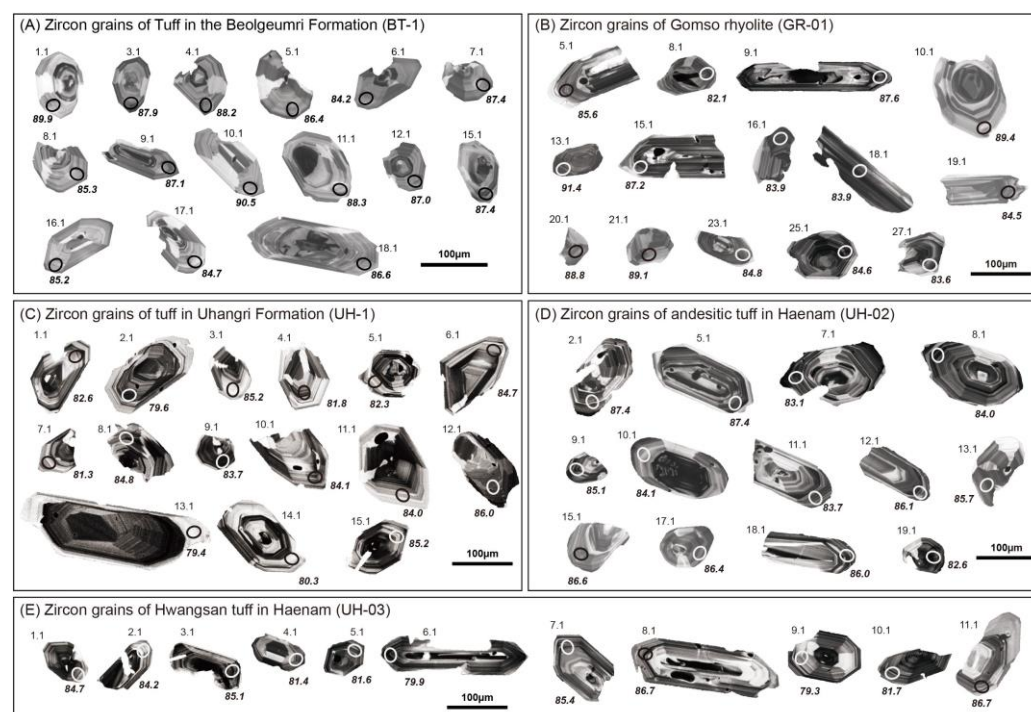 (A) Zircon grains of Tuff in the Beolgeumri Formation (BT-1)
1.1 3.1 4.1 5.1 6.1 7.1
89.9 87.9 88.2 86.4 84.2 87.4
8.1 9.1 10.1 11.1 12.1 15.1
85.3 87.1 90.5 88.3 87.0 87.4
16.1 17.1 18.1
85.2 84.7 86.6
100μm
(B) Zircon grains of Gomso rhyolite (GR-01)
5.1 8.1 9.1 10.1
85.6 82.1 87.6 89.4
13.1 15.1 16.1 18.1 19.1
91.4 87.2 83.9 83.9 84.5
20.1 21.1 23.1 25.1 27.1
88.8 89.1 84.8 84.6 83.6
100μm
(C) Zircon grains of tuff in Uhangri Formation (UH-1)
1.1 2.1 3.1 4.1 5.1 6.1
82.6 79.6 85.2 81.8 82.3 84.7
7.1 8.1 9.1 10.1 11.1 12.1
81.3 84.8 83.7 84.1 84.0 86.0
13.1 14.1 15.1
79.4 80.3 85.2
100μm
(D) Zircon grains of andesitic tuff in Haenam (UH-02)
2.1 5.1 7.1 8.1
87.4 87.4 83.1 84.0
9.1 10.1 11.1 12.1 13.1
85.1 84.1 83.7 86.1 85.7
15.1 17.1 18.1 19.1
86.6 86.4 86.0 82.6
100μm
(E) Zircon grains of Hwangsan tuff in Haenam (UH-03)
1.1 2.1 3.1 4.1 5.1 6.1 7.1 8.1 9.1 10.1 11.1
84.7 84.2 85.1 81.4 81.6 79.9 85.4 86.7 79.3 81.7 86.7
100μm